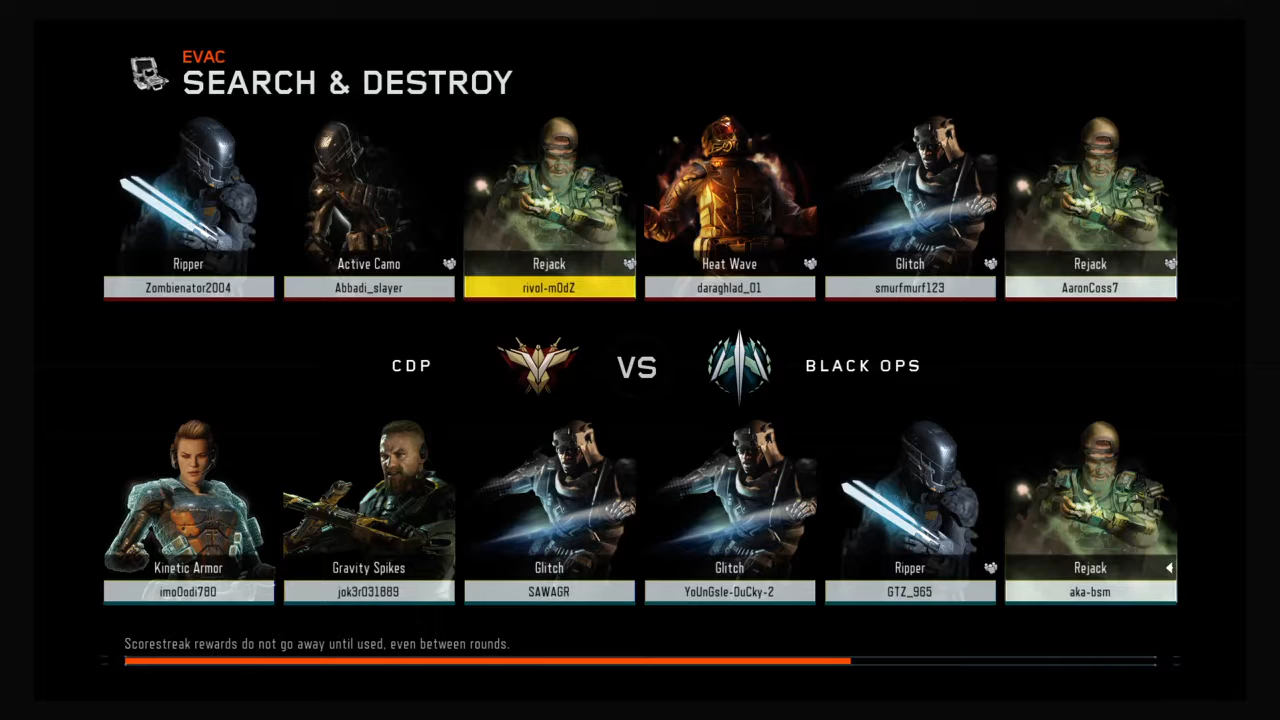 EVAC
SEARCH & DESTROY
Ripper
Active Camo
Rejack
Heat Wave
Glitch
Rejack
Zombienator2004
Abbadi_slayer
rivol-m0dZ
daraghlad_01
smurfmurf123
AaronCoss7
CDP
VS
BLACK OPS
Kinetic Armor
Gravity Spikes
Glitch
Glitch
Ripper
Rejack
imo0odi780
jok3r031889
SAWAGR
YoUnGsIe-DuCky-2
GTZ_965
aka-bsm
Scorestreak rewards do not go away until used, even between rounds.